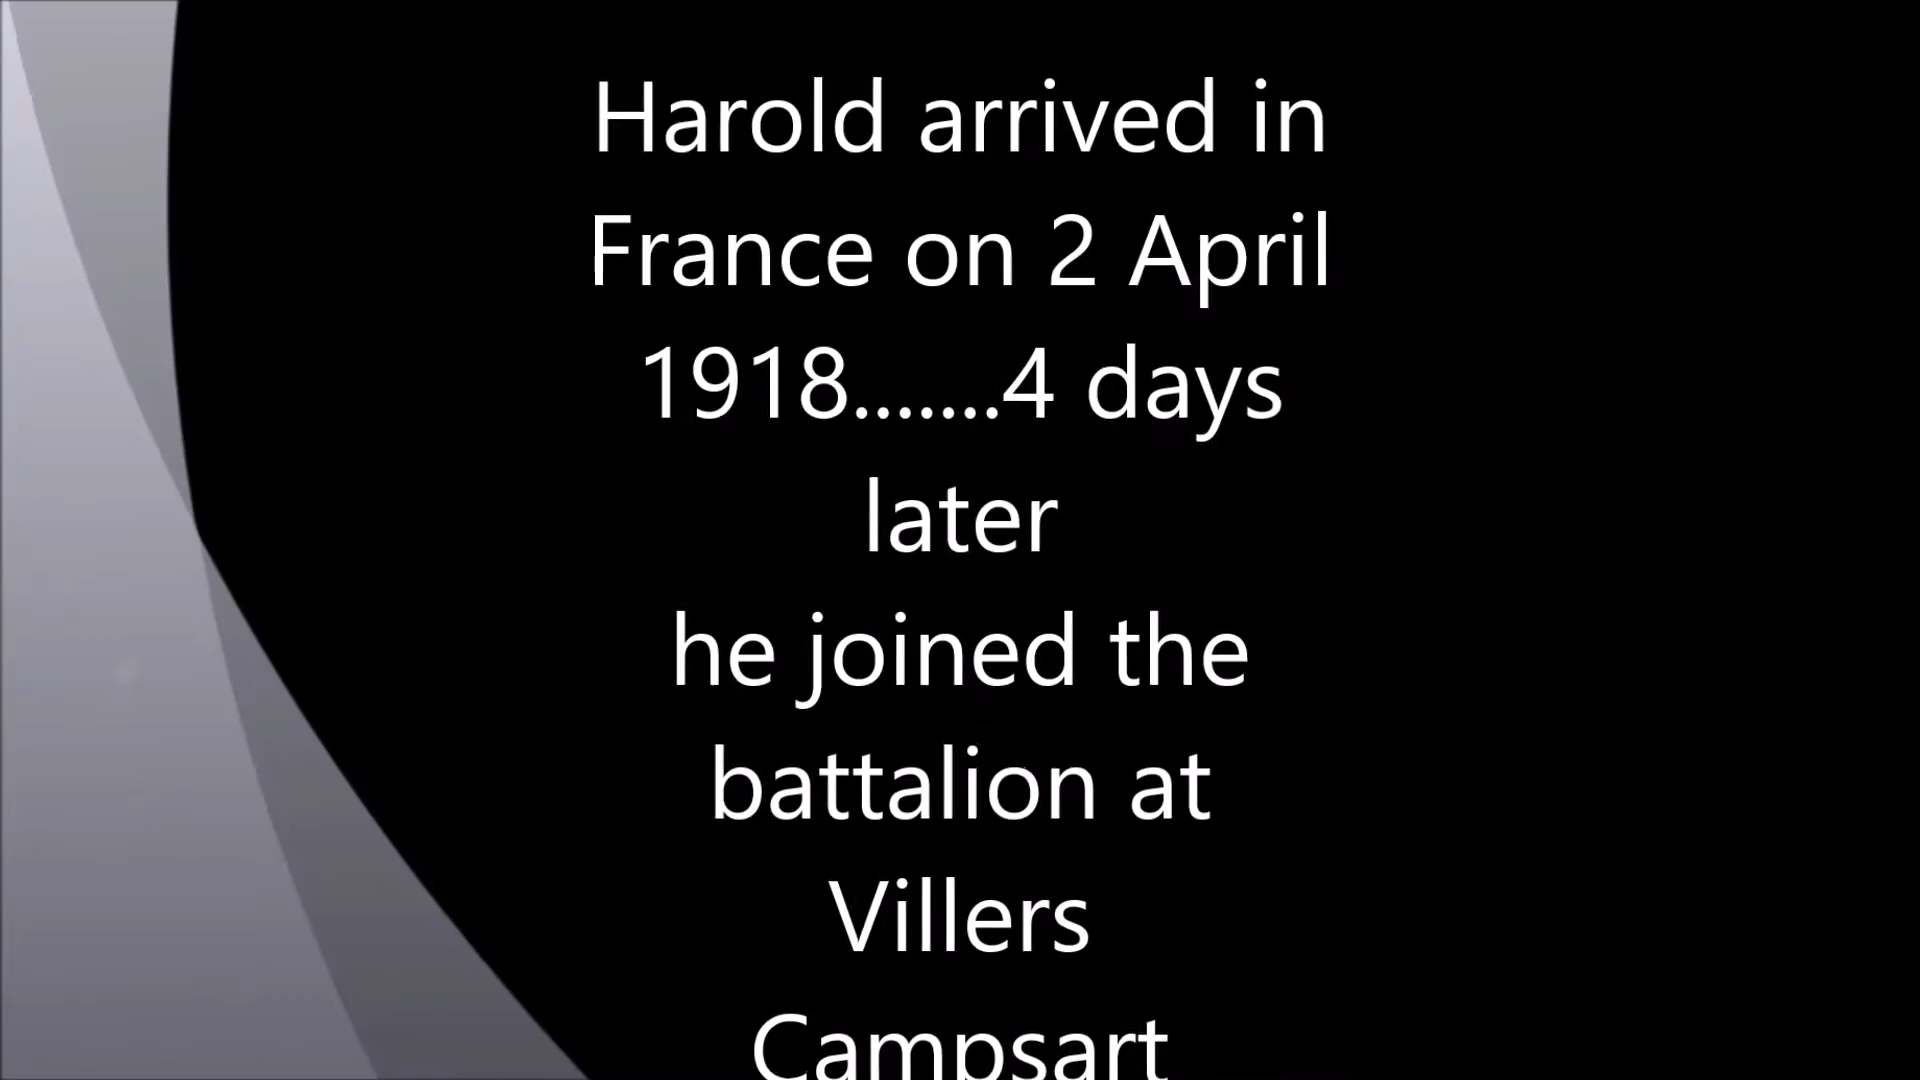 Harold arrived in
France on 2 April
1918.......4 days
later
he joined the
battalion at
Villers
Campsart